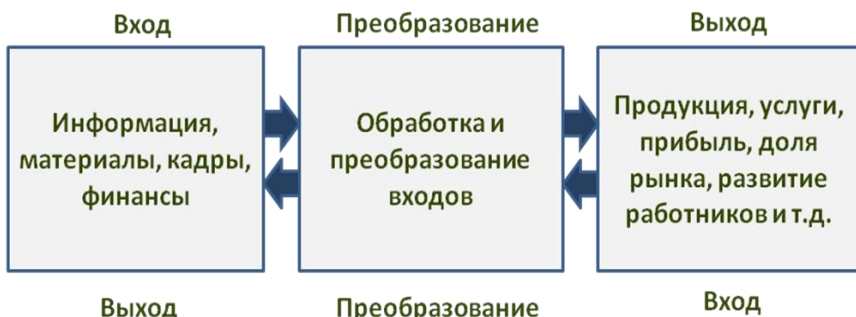 Вход
Преобразование
Выход
Информация,
материалы, кадры,
финансы
Обработка и
преобразование
входов
Продукция, услуги,
прибыль, доля
рынка, развитие
работников и т.д.
Выход
Преобразование
Вход